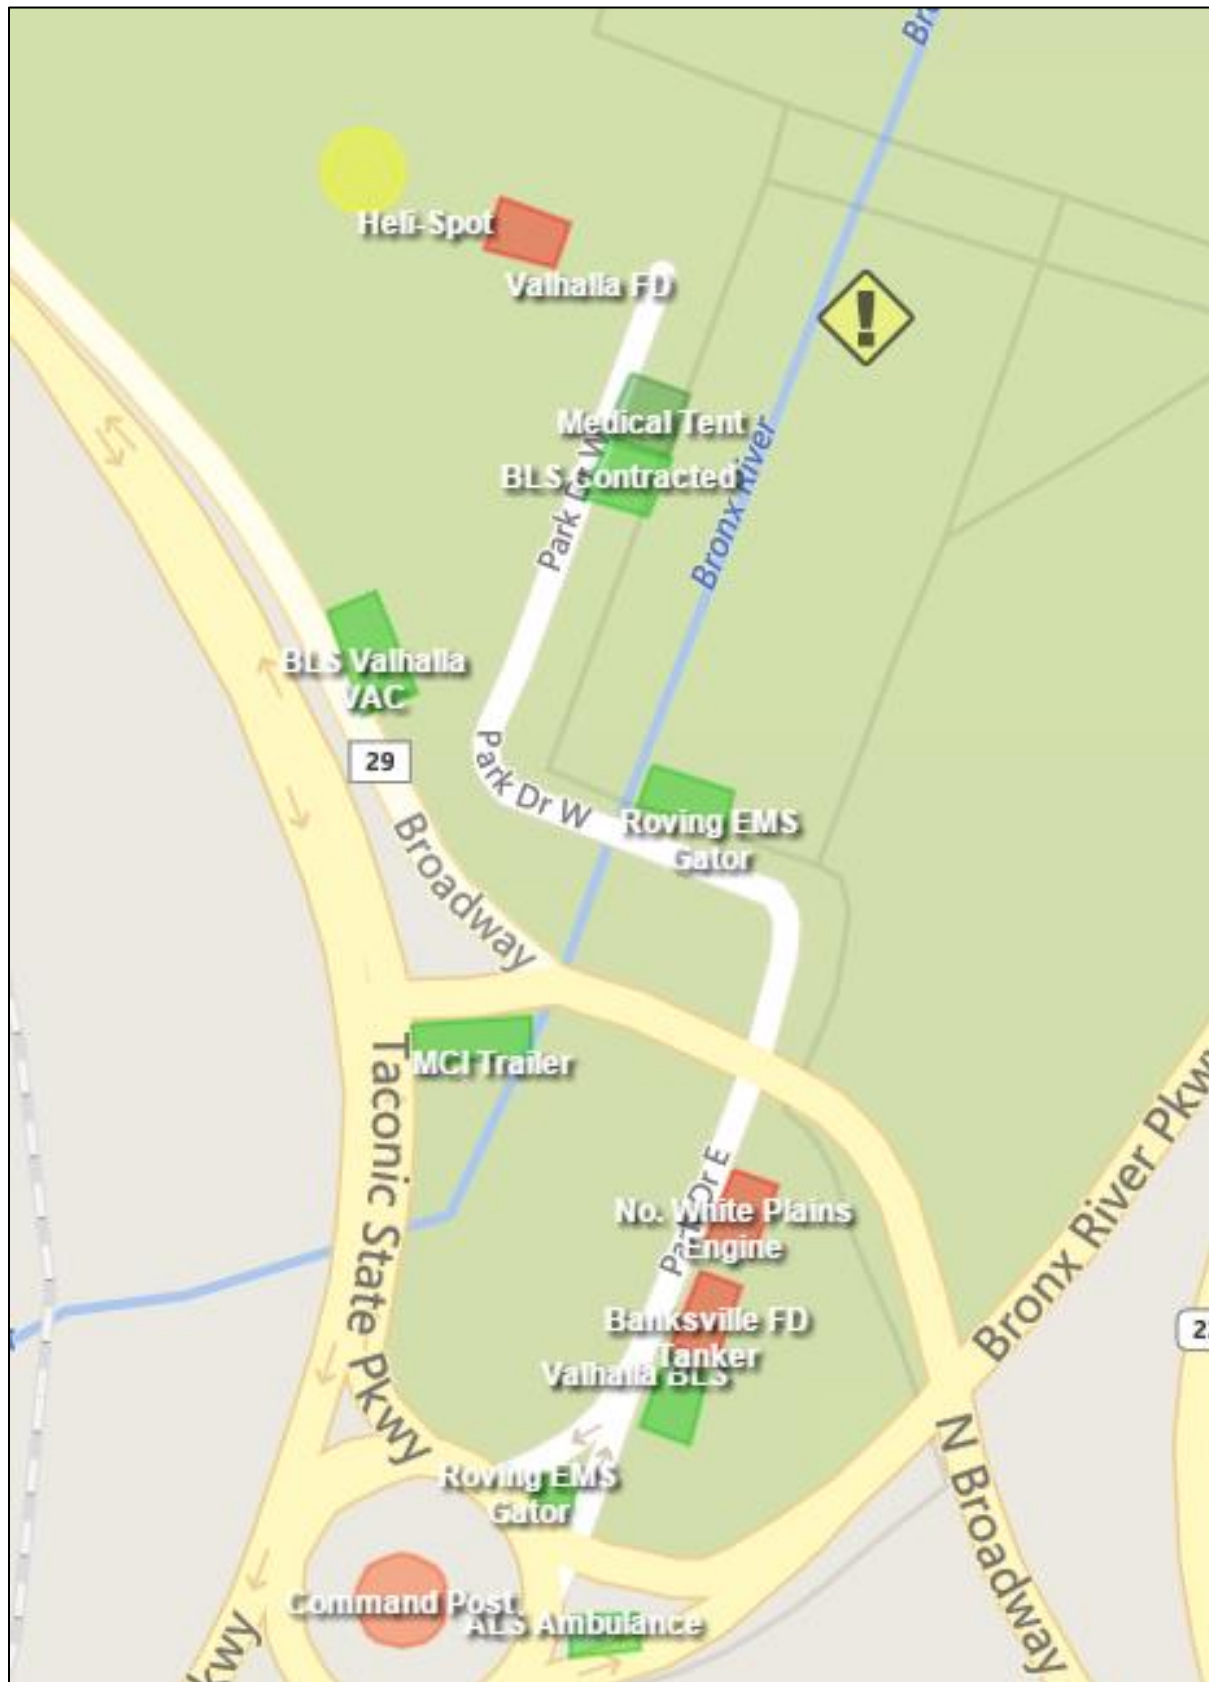 Bro
Heli-Spot
Valhalla FD
Medical Tent
BLS Contracted
Park Dr W
Bronx River
BLS Valhalla
VAC
29
Park Dr W
Roving EMS
Gator
Broadway
MCI Trailer
Taconic State Pkwy
Park Dr E
No. White Plains
Engine
Bronx River Pkwy
Banksville FD
Tanker
Valhalla BLS
Roving EMS
Gator
N Broadway
Command Post
ALS Ambulance
kwy